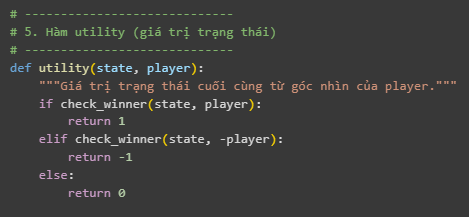 # ----------------------------
# 5. Hàm utility (giá trị trạng thái)
# ----------------------------
def utility(state, player):
    """Giá trị trạng thái cuối cùng từ góc nhìn của player."""
    if check_winner(state, player):
        return 1
    elif check_winner(state, -player):
        return -1
    else:
        return 0